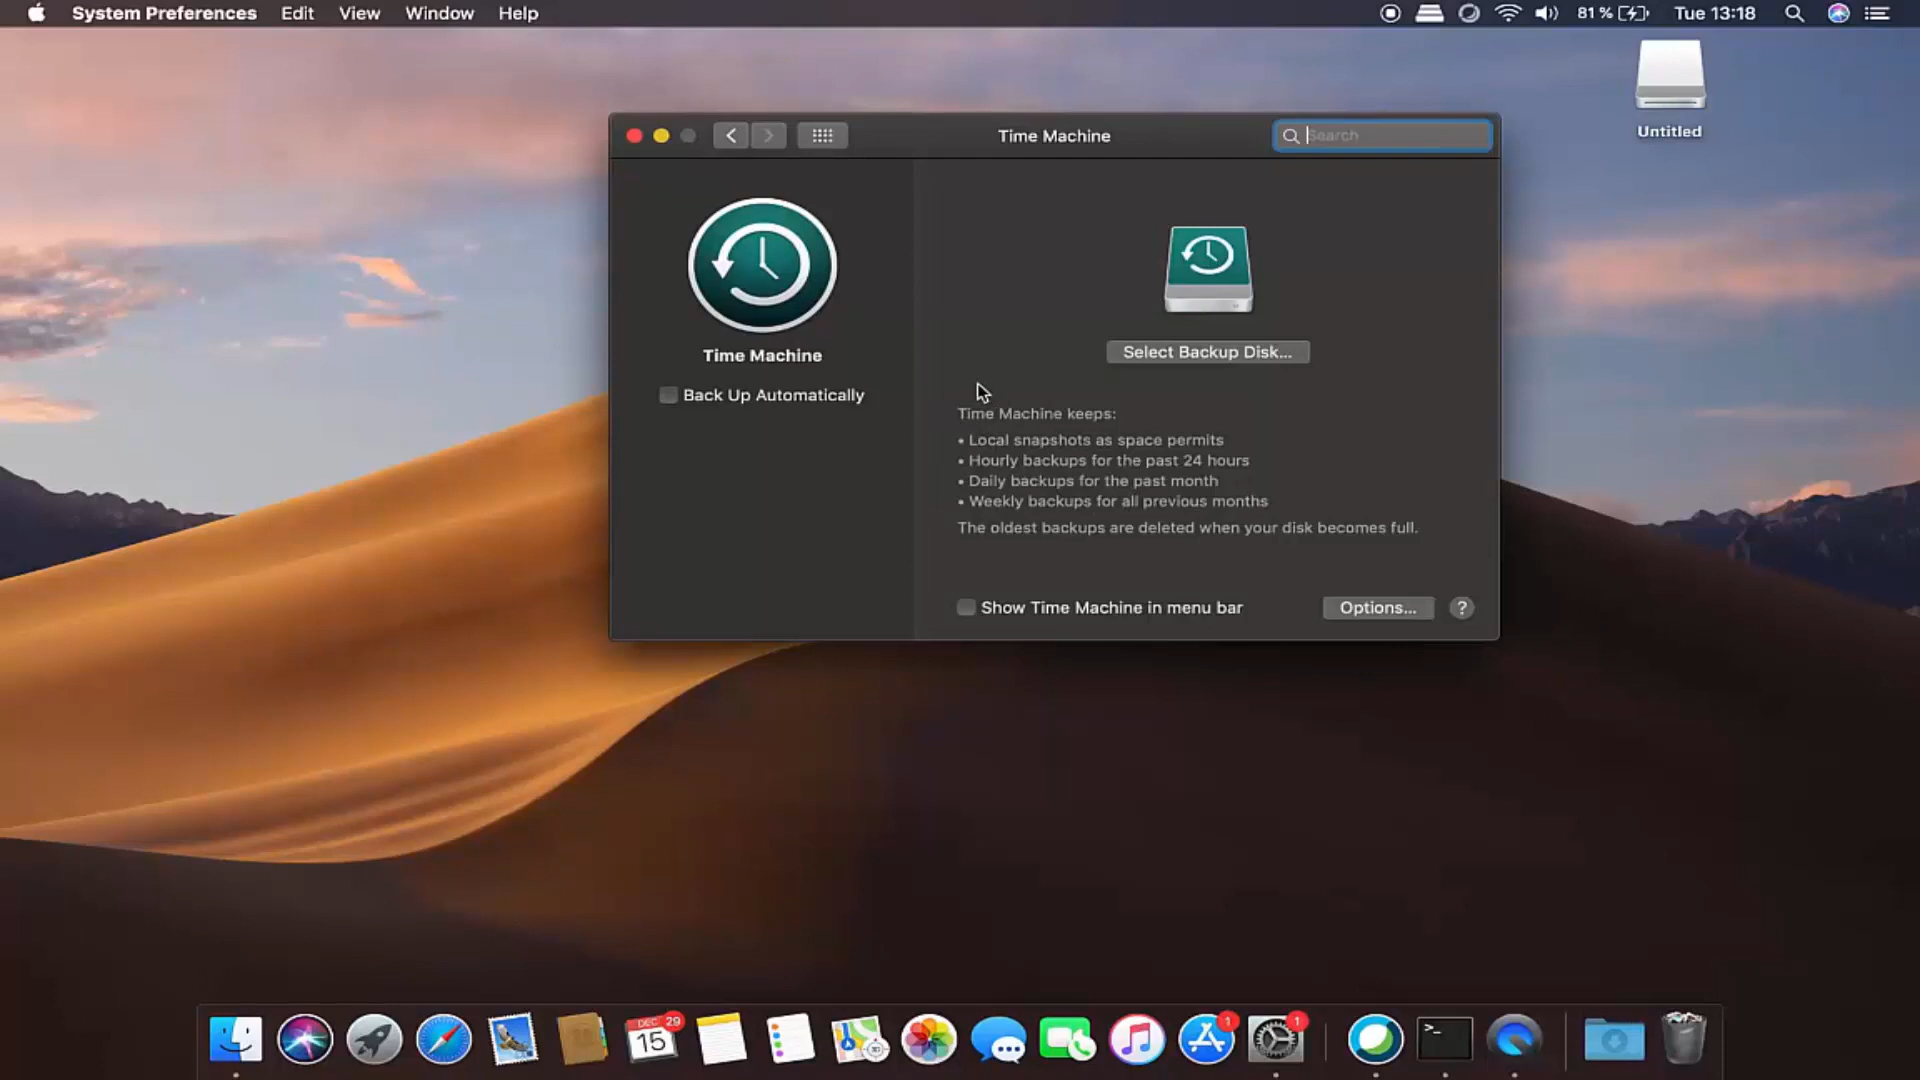 System Preferences Edit View Window Help 81 % Tue 13:18
Untitled
Time Machine Search
Time Machine
Back Up Automatically
Select Backup Disk...
Time Machine keeps:
• Local snapshots as space permits
• Hourly backups for the past 24 hours
• Daily backups for the past month
• Weekly backups for all previous months
The oldest backups are deleted when your disk becomes full.
Show Time Machine in menu bar Options... ?
DEC 29 1 1
15 >_